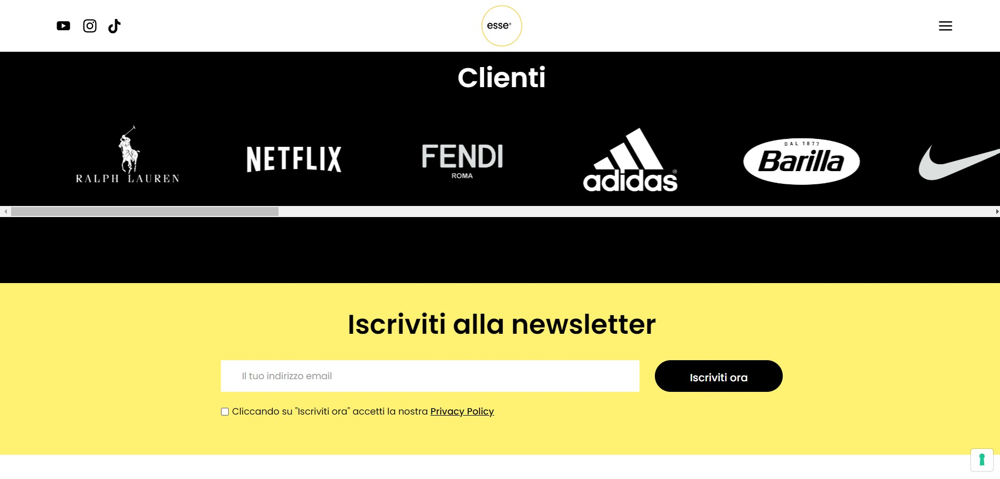 esse®
Clienti
RALPH LAUREN
NETFLIX
FENDI
ROMA
adidas®
DAL 1877
Barilla
Iscriviti alla newsletter
Il tuo indirizzo email
Iscriviti ora
Cliccando su "Iscriviti ora" accetti la nostra Privacy Policy